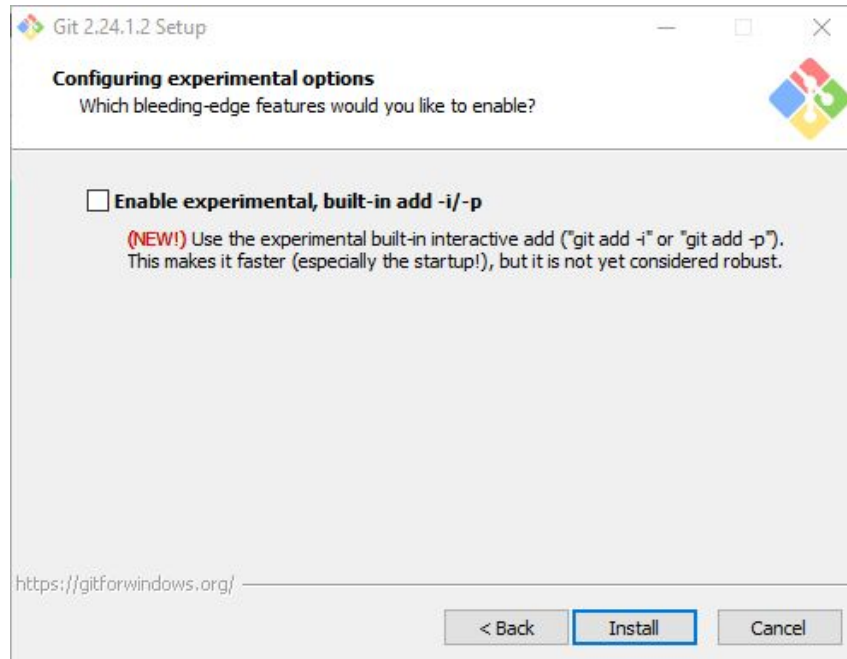 Git 2.24.1.2 Setup
Configuring experimental options
Which bleeding-edge features would you like to enable?
Enable experimental, built-in add -i/-p
(NEW!) Use the experimental built-in interactive add ("git add -i" or "git add -p").
This makes it faster (especially the startup!), but it is not yet considered robust.
https://gitforwindows.org/
< Back Install Cancel